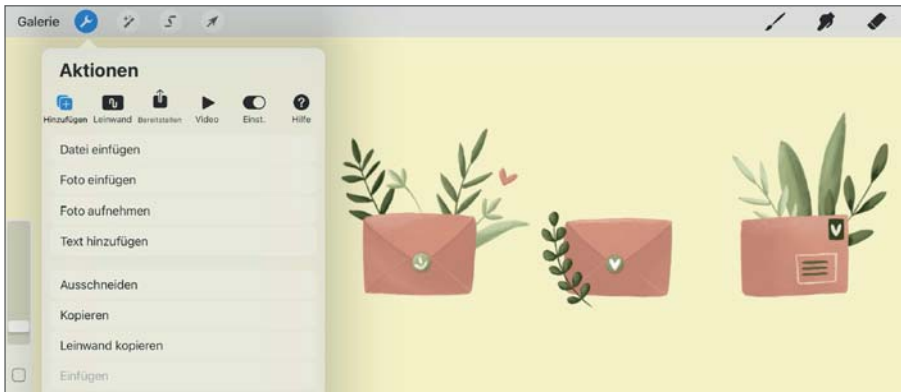 Galerie
Aktionen
Hinzufügen Leinwand Bereitstellen Video Einst. Hilfe
Datei einfügen
Foto einfügen
Foto aufnehmen
Text hinzufügen
Ausschneiden
Kopieren
Leinwand kopieren
Einfügen